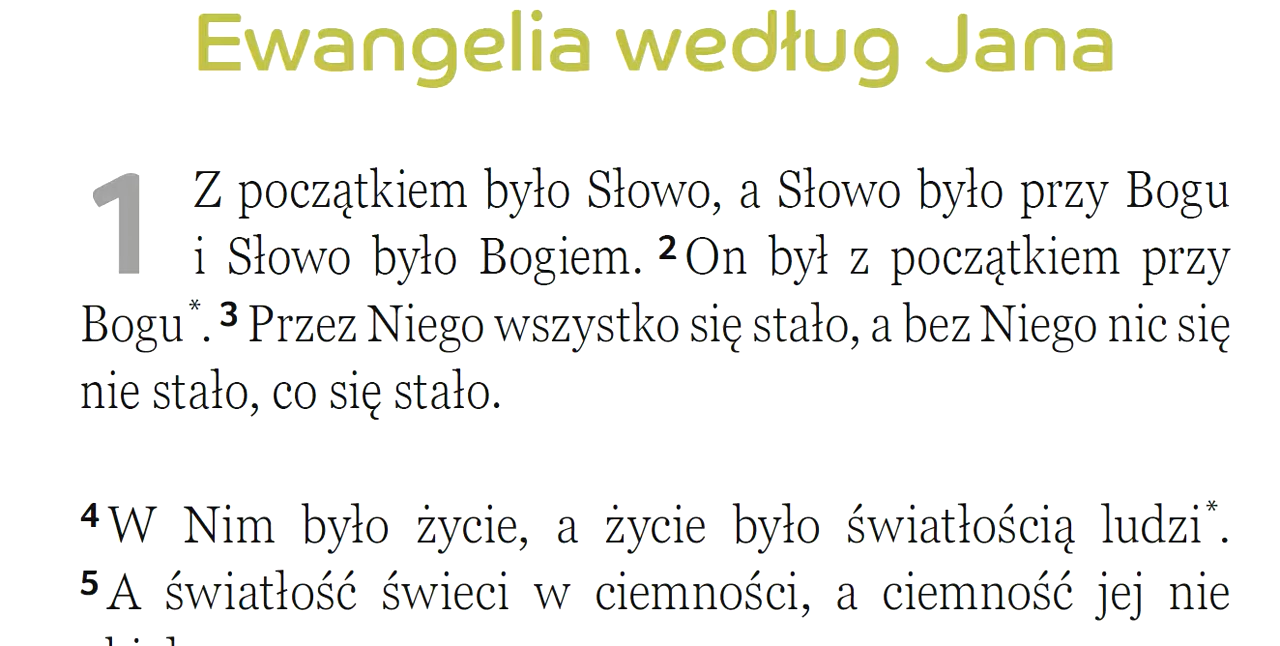 Ewangelia według Jana
1 Z początkiem było Słowo, a Słowo było przy Bogu
i Słowo było Bogiem. 2 On był z początkiem przy
Bogu*. 3 Przez Niego wszystko się stało, a bez Niego nic się
nie stało, co się stało.
4 W Nim było życie, a życie było światłością ludzi*.
5 A światłość świeci w ciemności, a ciemność jej nie